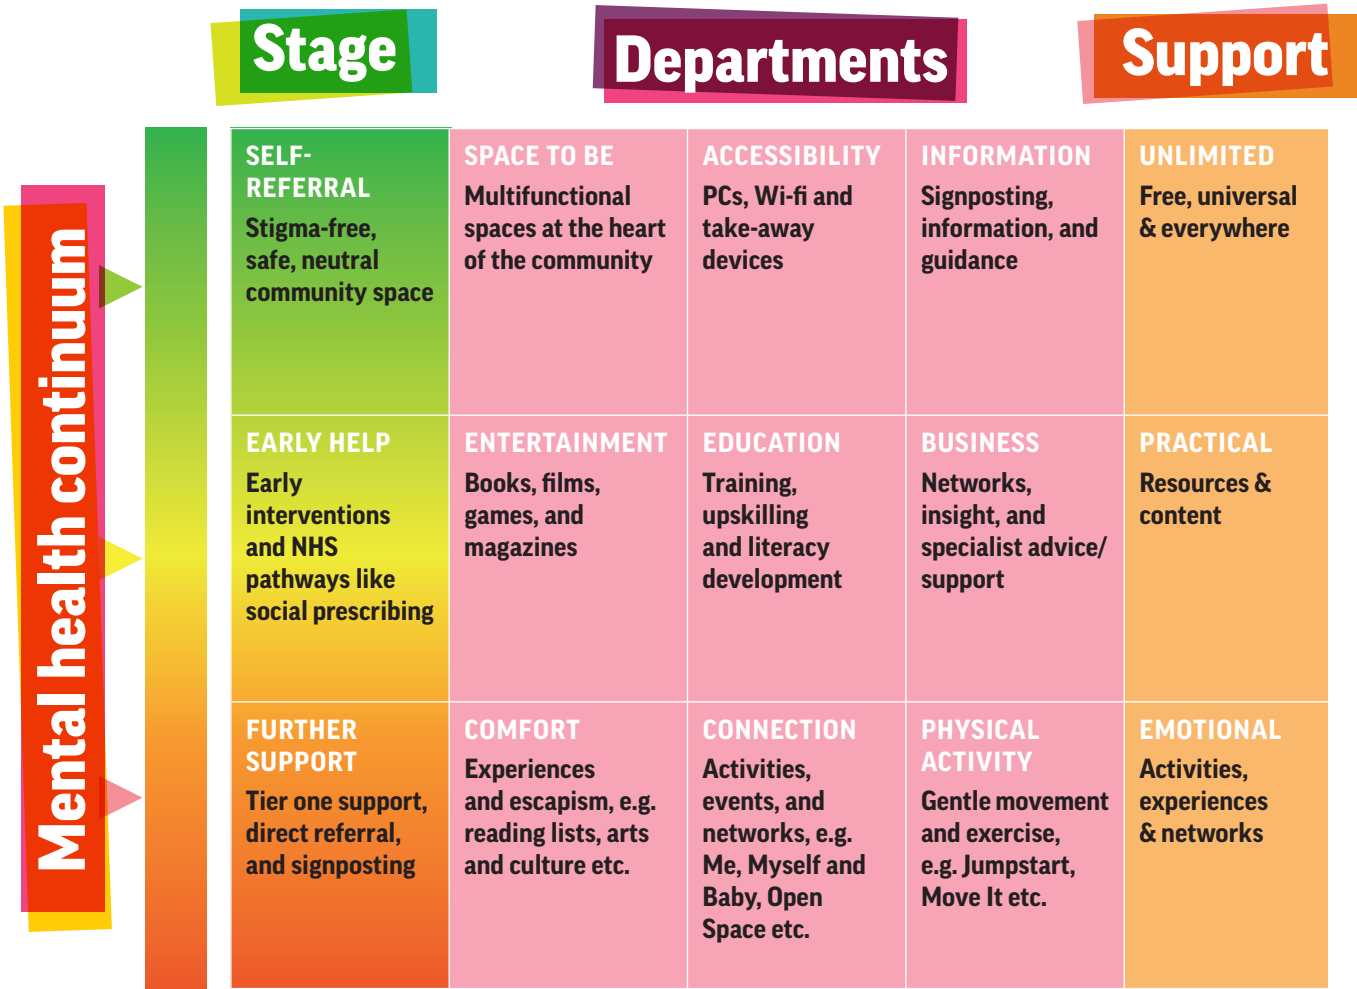 Stage
Departments
Support
Mental health continuum
SELF-
REFERRAL
Stigma-free,
safe, neutral
community space
SPACE TO BE
Multifunctional
spaces at the heart
of the community
ACCESSIBILITY
PCs, Wi-fi and
take-away
devices
INFORMATION
Signposting,
information, and
guidance
UNLIMITED
Free, universal
& everywhere
EARLY HELP
Early
interventions
and NHS
pathways like
social prescribing
ENTERTAINMENT
Books, films,
games, and
magazines
EDUCATION
Training,
upskilling
and literacy
development
BUSINESS
Networks,
insight, and
specialist advice/
support
PRACTICAL
Resources &
content
FURTHER
SUPPORT
Tier one support,
direct referral,
and signposting
COMFORT
Experiences
and escapism, e.g.
reading lists, arts
and culture etc.
CONNECTION
Activities,
events, and
networks, e.g.
Me, Myself and
Baby, Open
Space etc.
PHYSICAL
ACTIVITY
Gentle movement
and exercise,
e.g. Jumpstart,
Move It etc.
EMOTIONAL
Activities,
experiences
& networks